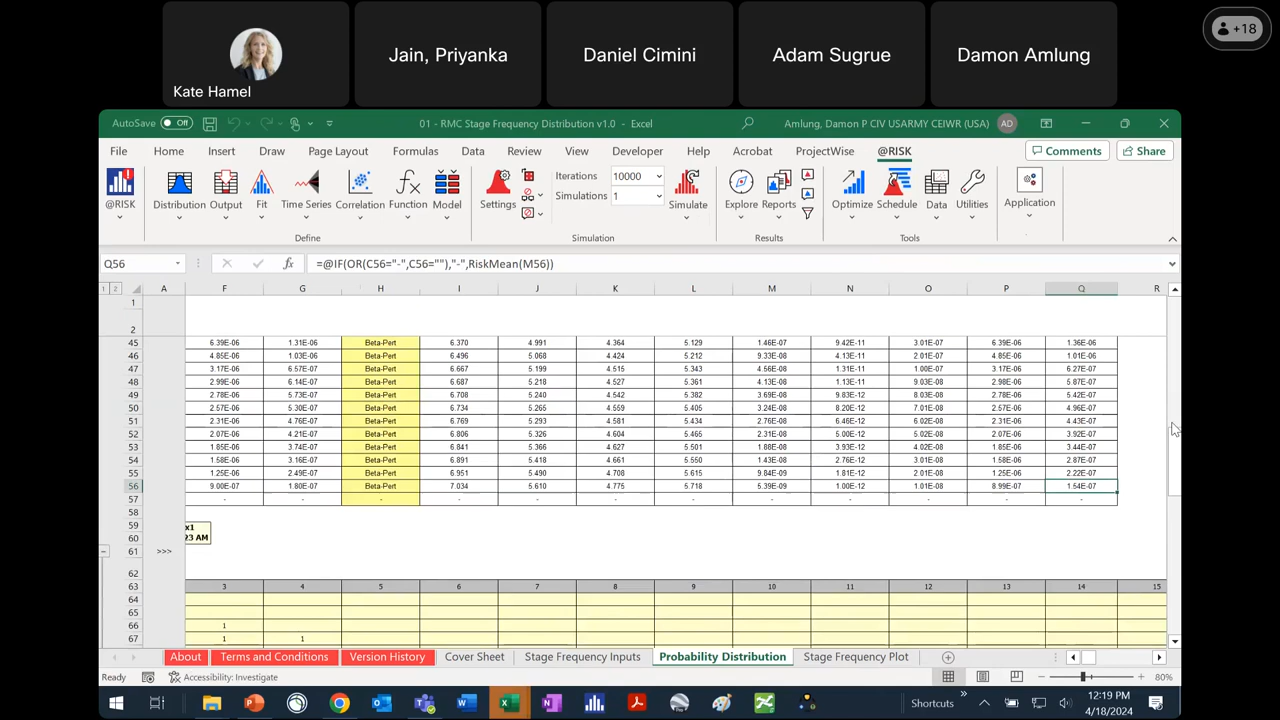 Kate Hamel
Jain, Priyanka
Daniel Cimini
Adam Sugrue
Damon Amlung
+18
AutoSave Off
01 - RMC Stage Frequency Distribution v1.0 - Excel
Amlung, Damon P CIV USARMY CEIWR (USA) AD
File Home Insert Draw Page Layout Formulas Data Review View Developer Help Acrobat ProjectWise @RISK Comments Share
@RISK Distribution Output Fit Time Series Correlation Function Model Settings Iterations 10000 Simulations 1 Simulate Explore Reports Optimize Schedule Data Utilities Application
Define Simulation Results Tools
Q56 fx =@IF(OR(C56="-",C56=""),"-",RiskMean(M56))
1 2 A F G H I J K L M N O P Q R
1
2
45 6.39E-06 1.31E-06 Beta-Pert 6.370 4.991 4.364 5.129 1.46E-07 9.42E-11 3.01E-07 6.39E-06 1.36E-06
46 4.85E-06 1.03E-06 Beta-Pert 6.496 5.068 4.424 5.212 9.33E-08 4.13E-11 2.01E-07 4.85E-06 1.01E-06
47 3.17E-06 6.57E-07 Beta-Pert 6.667 5.199 4.515 5.343 4.56E-08 1.31E-11 1.00E-07 3.17E-06 6.27E-07
48 2.99E-06 6.14E-07 Beta-Pert 6.687 5.218 4.527 5.361 4.13E-08 1.13E-11 9.03E-08 2.98E-06 5.87E-07
49 2.78E-06 5.73E-07 Beta-Pert 6.708 5.240 4.542 5.382 3.69E-08 9.83E-12 8.03E-08 2.78E-06 5.42E-07
50 2.57E-06 5.30E-07 Beta-Pert 6.734 5.265 4.559 5.405 3.24E-08 8.20E-12 7.01E-08 2.57E-06 4.96E-07
51 2.31E-06 4.76E-07 Beta-Pert 6.769 5.293 4.581 5.434 2.76E-08 6.46E-12 6.02E-08 2.31E-06 4.43E-07
52 2.07E-06 4.21E-07 Beta-Pert 6.806 5.326 4.604 5.465 2.31E-08 5.00E-12 5.02E-08 2.07E-06 3.92E-07
53 1.85E-06 3.74E-07 Beta-Pert 6.841 5.366 4.627 5.501 1.88E-08 3.93E-12 4.02E-08 1.85E-06 3.44E-07
54 1.58E-06 3.16E-07 Beta-Pert 6.891 5.418 4.661 5.550 1.43E-08 2.76E-12 3.01E-08 1.58E-06 2.87E-07
55 1.25E-06 2.49E-07 Beta-Pert 6.951 5.490 4.708 5.615 9.84E-09 1.81E-12 2.01E-08 1.25E-06 2.22E-07
56 9.00E-07 1.80E-07 Beta-Pert 7.034 5.610 4.775 5.718 5.39E-09 1.00E-12 1.01E-08 8.99E-07 1.54E-07
57 - - - - - - - - - - - -
58
59 x1
60 23 AM
61 >>>
62
63 3 4 5 6 7 8 9 10 11 12 13 14 15
64
65
66 1
67 1 1
About Terms and Conditions Version History Cover Sheet Stage Frequency Inputs Probability Distribution Stage Frequency Plot
Ready Accessibility: Investigate 80%
Shortcuts 12:19 PM
4/18/2024